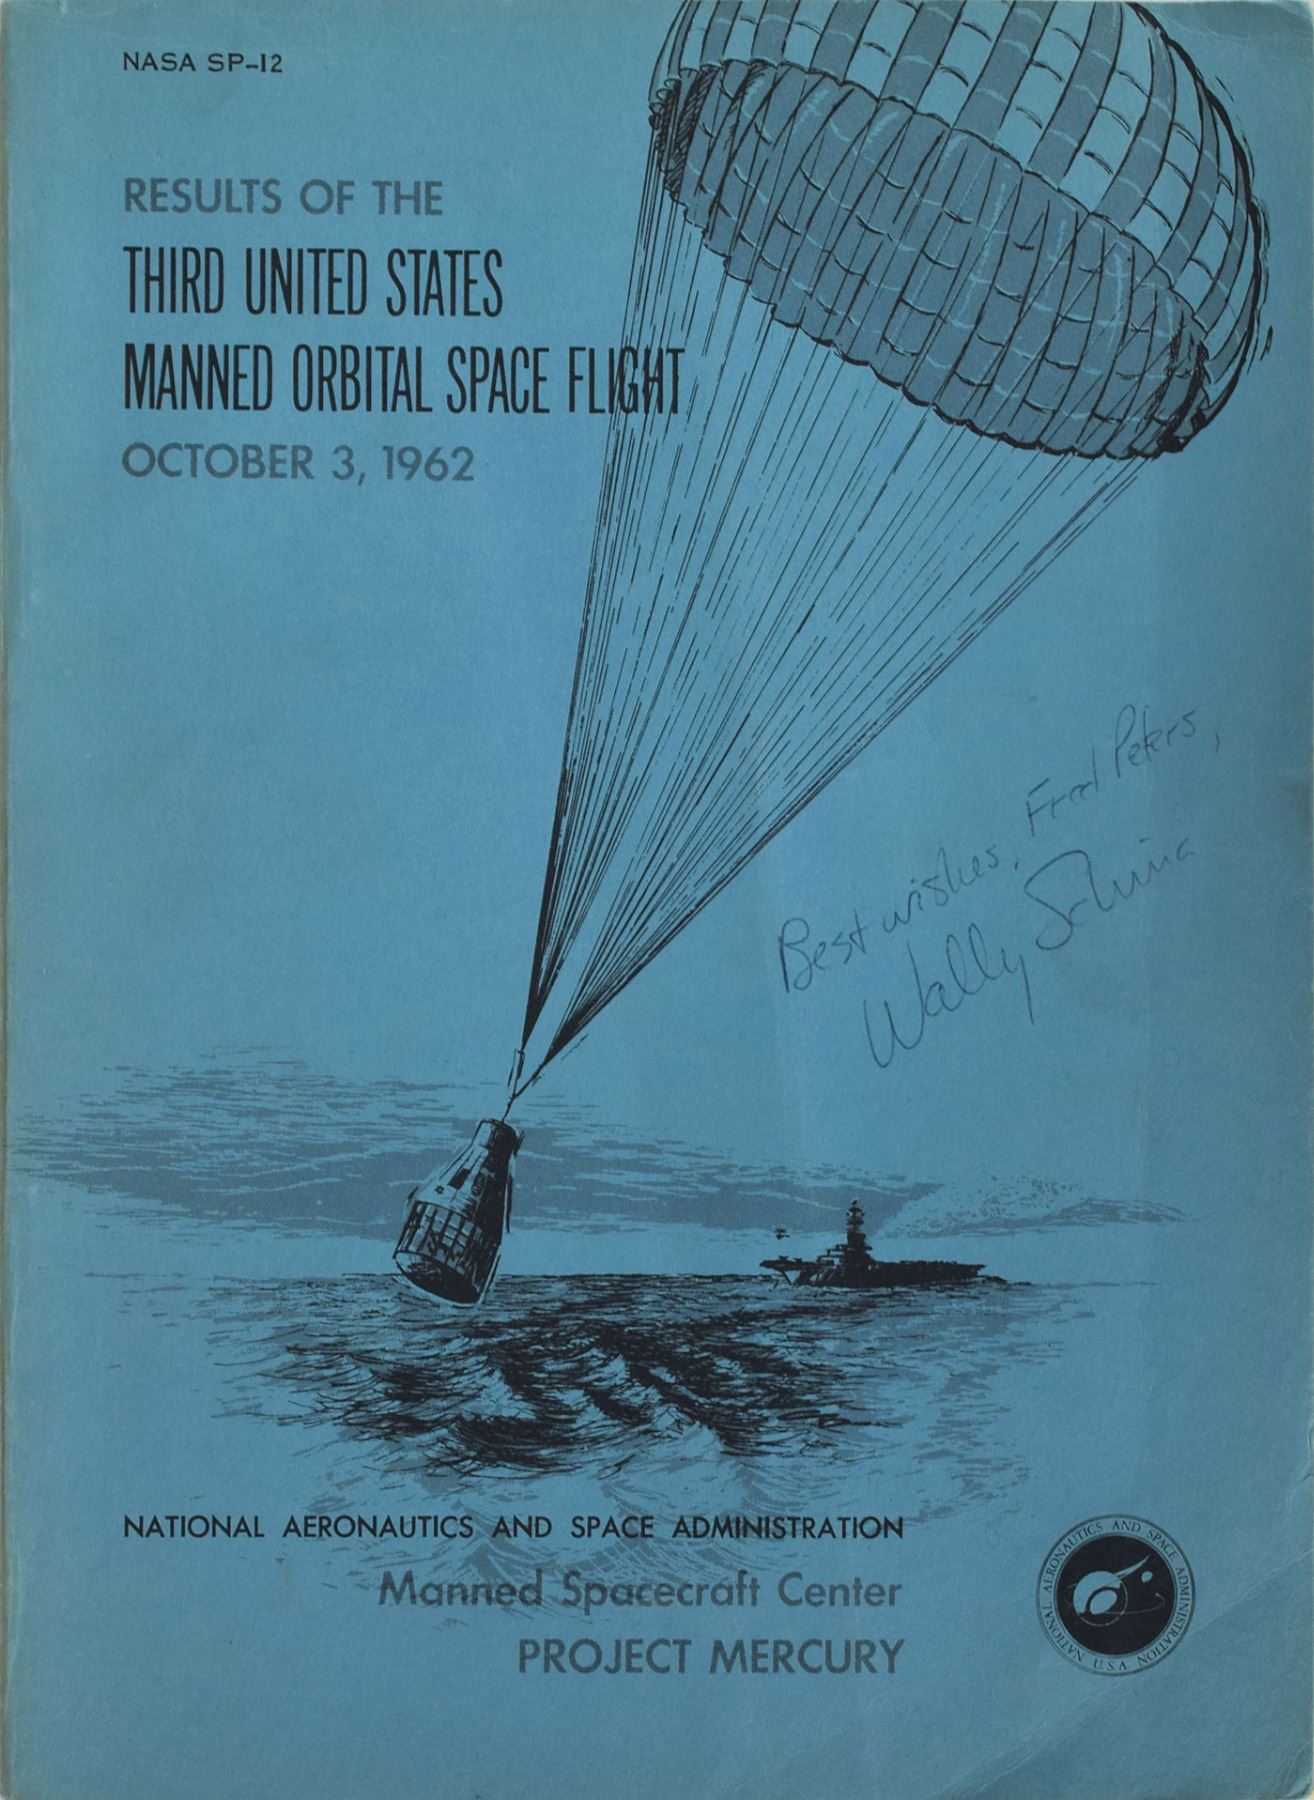 NASA SP-12
RESULTS OF THE
THIRD UNITED STATES
MANNED ORBITAL SPACE FLIGHT
OCTOBER 3, 1962
Best wishes, Fred Peters,
Wally Schirra
NATIONAL AERONAUTICS AND SPACE ADMINISTRATION
Manned Spacecraft Center
PROJECT MERCURY
NATIONAL AERONAUTICS AND SPACE ADMINISTRATION
U.S.A.